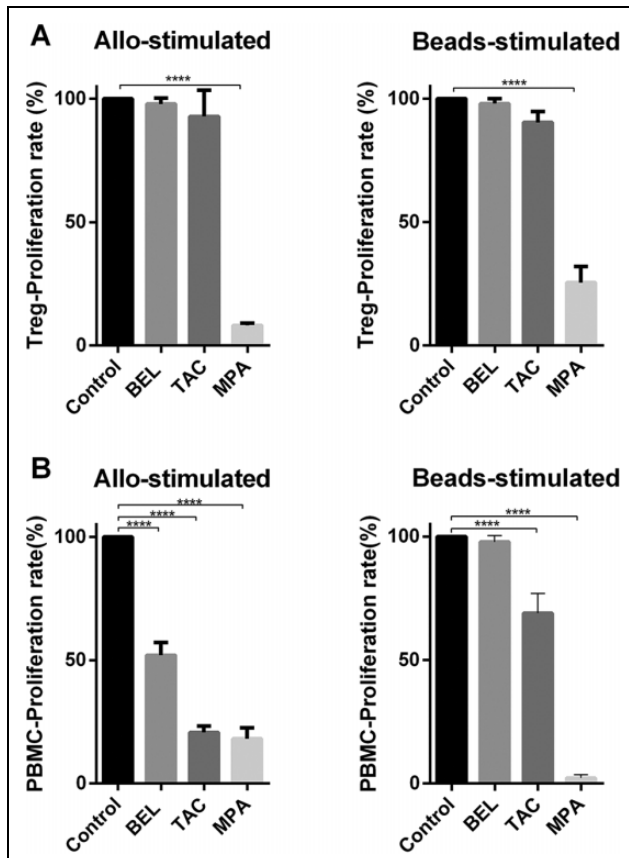 A
Allo-stimulated
Beads-stimulated
Treg-Proliferation rate (%)
100
50
0
****
Control
BEL
TAC
MPA
Treg-Proliferation rate (%)
100
50
0
****
Control
BEL
TAC
MPA
B
Allo-stimulated
Beads-stimulated
PBMC-Proliferation rate(%)
100
50
0
****
****
****
Control
BEL
TAC
MPA
PBMC-Proliferation rate(%)
100
50
0
****
****
Control
BEL
TAC
MPA